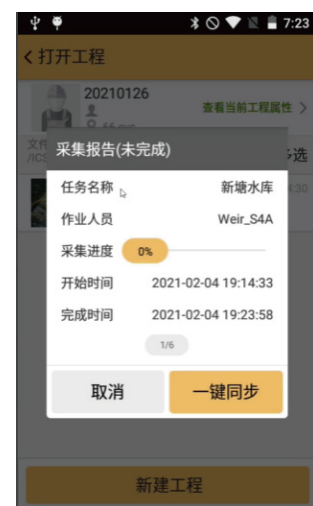 7:23
打开工程
20210126
查看当前工程属性
采集报告(未完成)
任务名称 新塘水库
作业人员 Weir_S4A
采集进度 0%
开始时间 2021-02-04 19:14:33
完成时间 2021-02-04 19:23:58
1/6
取消 一键同步
新建工程